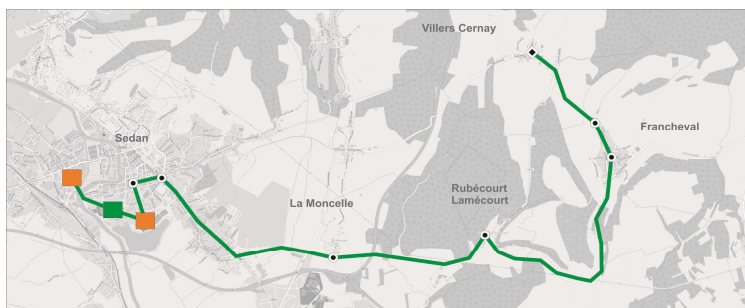 Villers Cernay
Francheval
Sedan
Rubécourt
Lamécourt
La Moncelle